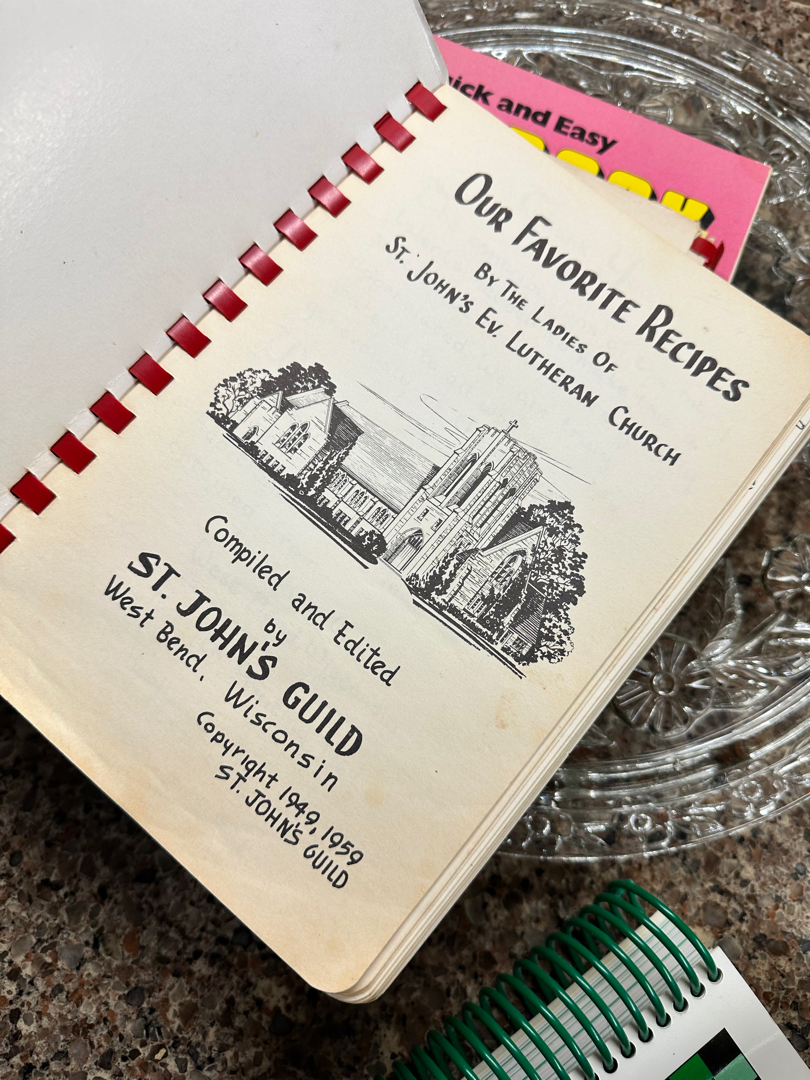 and Easy
OUR FAVORITE RECIPES
BY THE LADIES OF
ST. JOHN'S EV. LUTHERAN CHURCH
Compiled and Edited
by
ST. JOHN'S GUILD
West Bend, Wisconsin
Copyright 1949, 1959
ST. JOHN'S GUILD